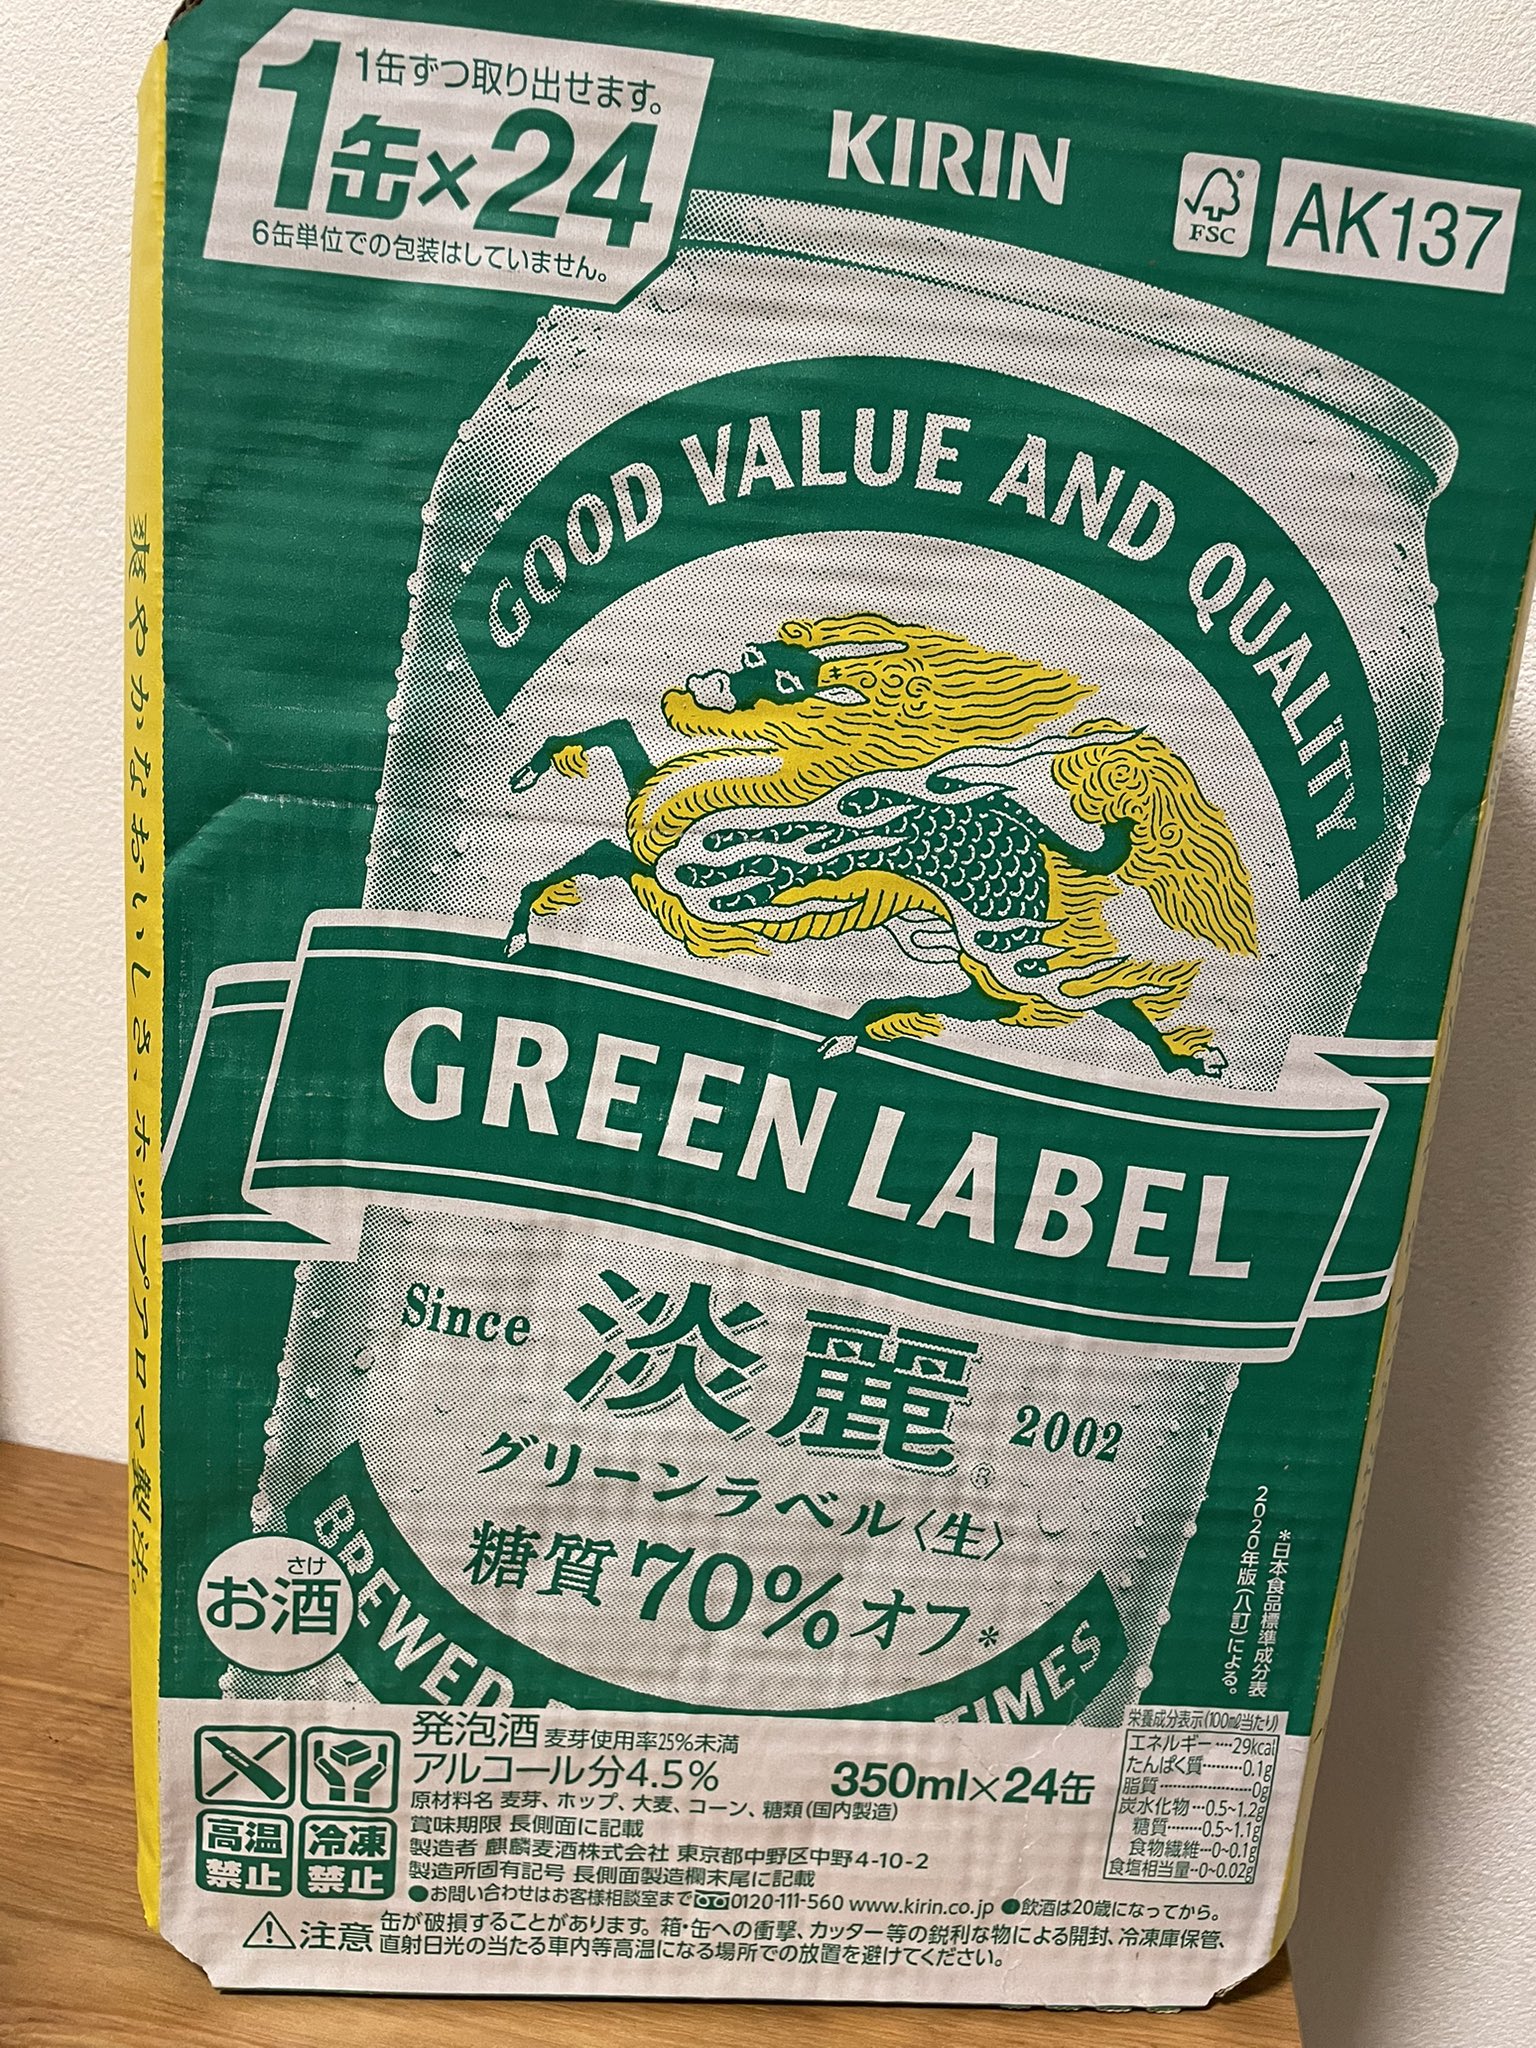 1缶ずつ取り出せます。
1缶×24
6缶単位での包装はしていません。
KIRIN
FSC
AK137
GOOD VALUE AND QUALITY
GREEN LABEL
Since 淡麗® 2002
グリーンラベル〈生〉
糖質70%オフ*
BREWED
TIMES
さけ
お酒
*日本食品標準成分表
2020年版(八訂)による。
爽やかなおいしさ、ホップアロマ製法。
発泡酒 麦芽使用率25%未満
アルコール分4.5%
350ml×24缶
原材料名 麦芽、ホップ、大麦、コーン、糖類(国内製造)
賞味期限 長側面に記載
製造者 麒麟麦酒株式会社 東京都中野区中野4-10-2
製造所固有記号 長側面製造欄末尾に記載
●お問い合わせはお客様相談室まで 0120-111-560 www.kirin.co.jp ●飲酒は20歳になってから。
高温禁止
冷凍禁止
栄養成分表示(100ml当たり)
エネルギー…29kcal
たんぱく質………0.1g
脂質……………………0g
炭水化物…0.5~1.2g
糖質………0.5~1.1g
食物繊維…0~0.1g
食塩相当量…0~0.02g
注意 缶が破損することがあります。箱・缶への衝撃、カッター等の鋭利な物による開封、冷凍庫保管、
直射日光の当たる車内等高温になる場所での放置を避けてください。